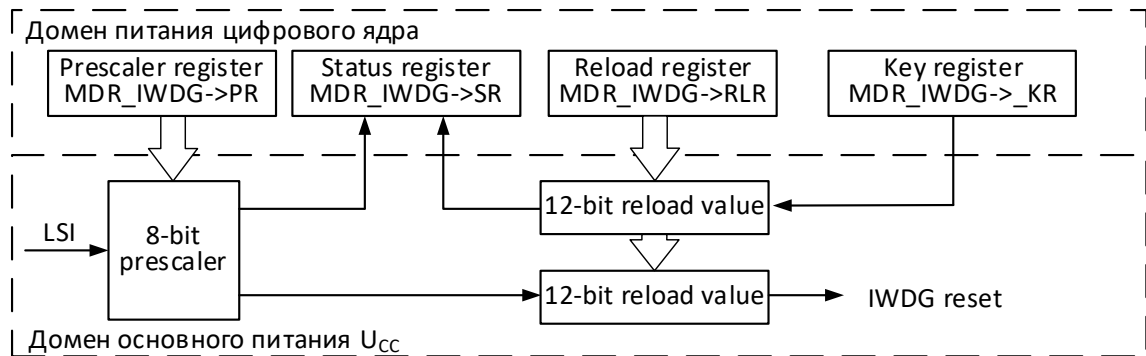 Домен питания цифрового ядра
Prescaler register
MDR_IWDG->PR
Status register
MDR_IWDG->SR
Reload register
MDR_IWDG->RLR
Key register
MDR_IWDG->_KR
LSI
8-bit
prescaler
12-bit reload value
12-bit reload value
IWDG reset
Домен основного питания UCC